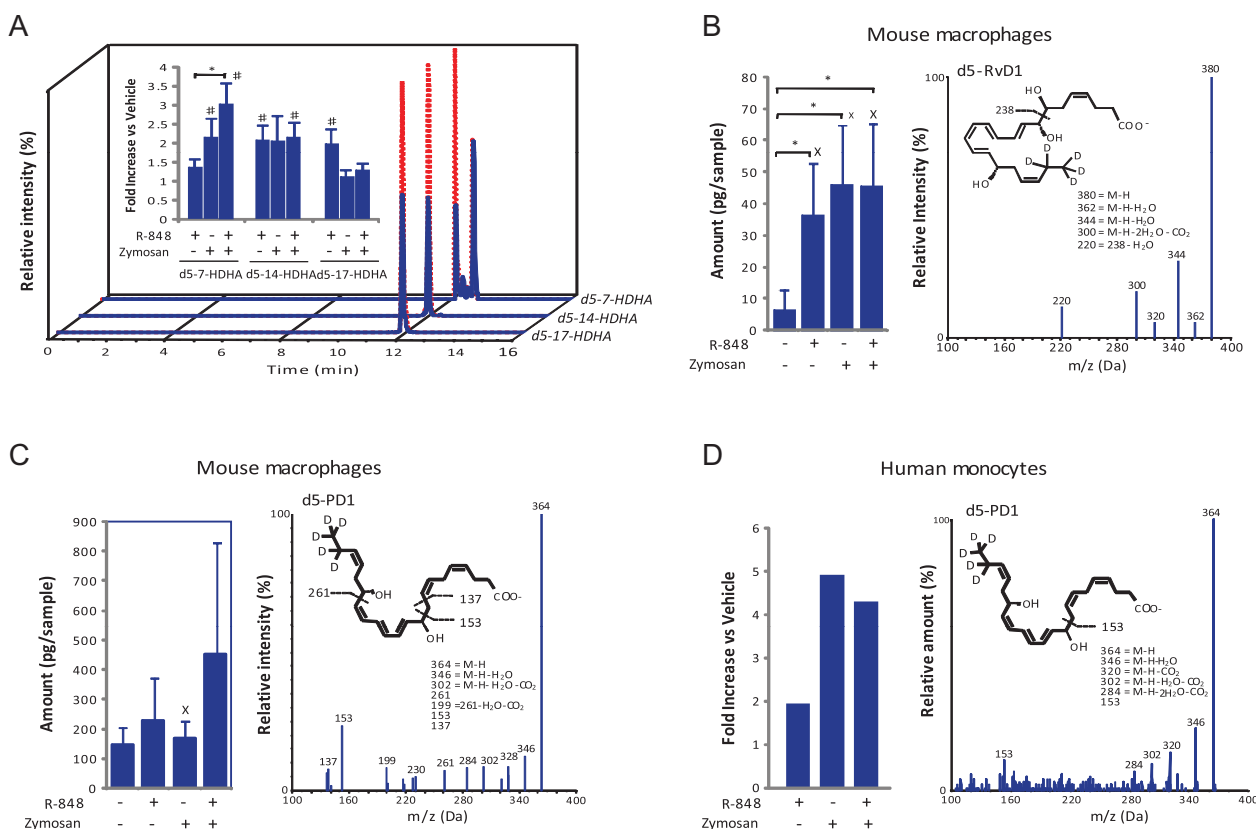 A
Relative intensity (%)
Fold Increase vs Vehicle
4
3.5
3
2.5
2
1.5
1
0.5
0
*
#
#
#
#
#
R-848 + - + + - + + - +
Zymosan - + + - + + - + +
d5-7-HDHA d5-14-HDHA d5-17-HDHA
d5-7-HDHA
d5-14-HDHA
d5-17-HDHA
0 2 4 6 8 10 12 14 16
Time (min)
B
Mouse macrophages
Amount (pg/sample)
80
70
60
50
40
30
20
10
0
*
*
*
X
x
X
R-848 - + - +
Zymosan - - + +
d5-RvD1
Relative intensity (%)
100
0
HO
238
OH
COO⁻
D
D
D
D
D
HO
380 = M-H
362 = M-H-H₂O
344 = M-H-H₂O
300 = M-H-2H₂O-CO₂
220 = 238-H₂O
380
344
300
220
320
362
100 160 220 280 340 400
m/z (Da)
C
Mouse macrophages
Amount (pg/sample)
900
800
700
600
500
400
300
200
100
0
X
R-848 - + - +
Zymosan - - + +
d5-PD1
Relative intensity (%)
100
0
D
D
D
D
D
261
OH
137
153
COO-
OH
364 = M-H
346 = M-H-H₂O
302 = M-H-H₂O-CO₂
261
199 =261-H₂O-CO₂
153
137
364
153
137
199
230
261
284
302
328
346
100 160 220 280 340 400
m/z (Da)
D
Human monocytes
Fold Increase vs Vehicle
6
5
4
3
2
1
0
R-848 + - +
Zymosan - + +
d5-PD1
Relative amount (%)
100
0
D
D
D
D
D
OH
COO-
153
OH
364 = M-H
346 = M-H-H₂O
320 = M-H-CO₂
302 = M-H-H₂O-CO₂
284 = M-H-2H₂O-CO₂
153
364
346
320
302
284
153
100 160 220 280 340 400
m/z (Da)